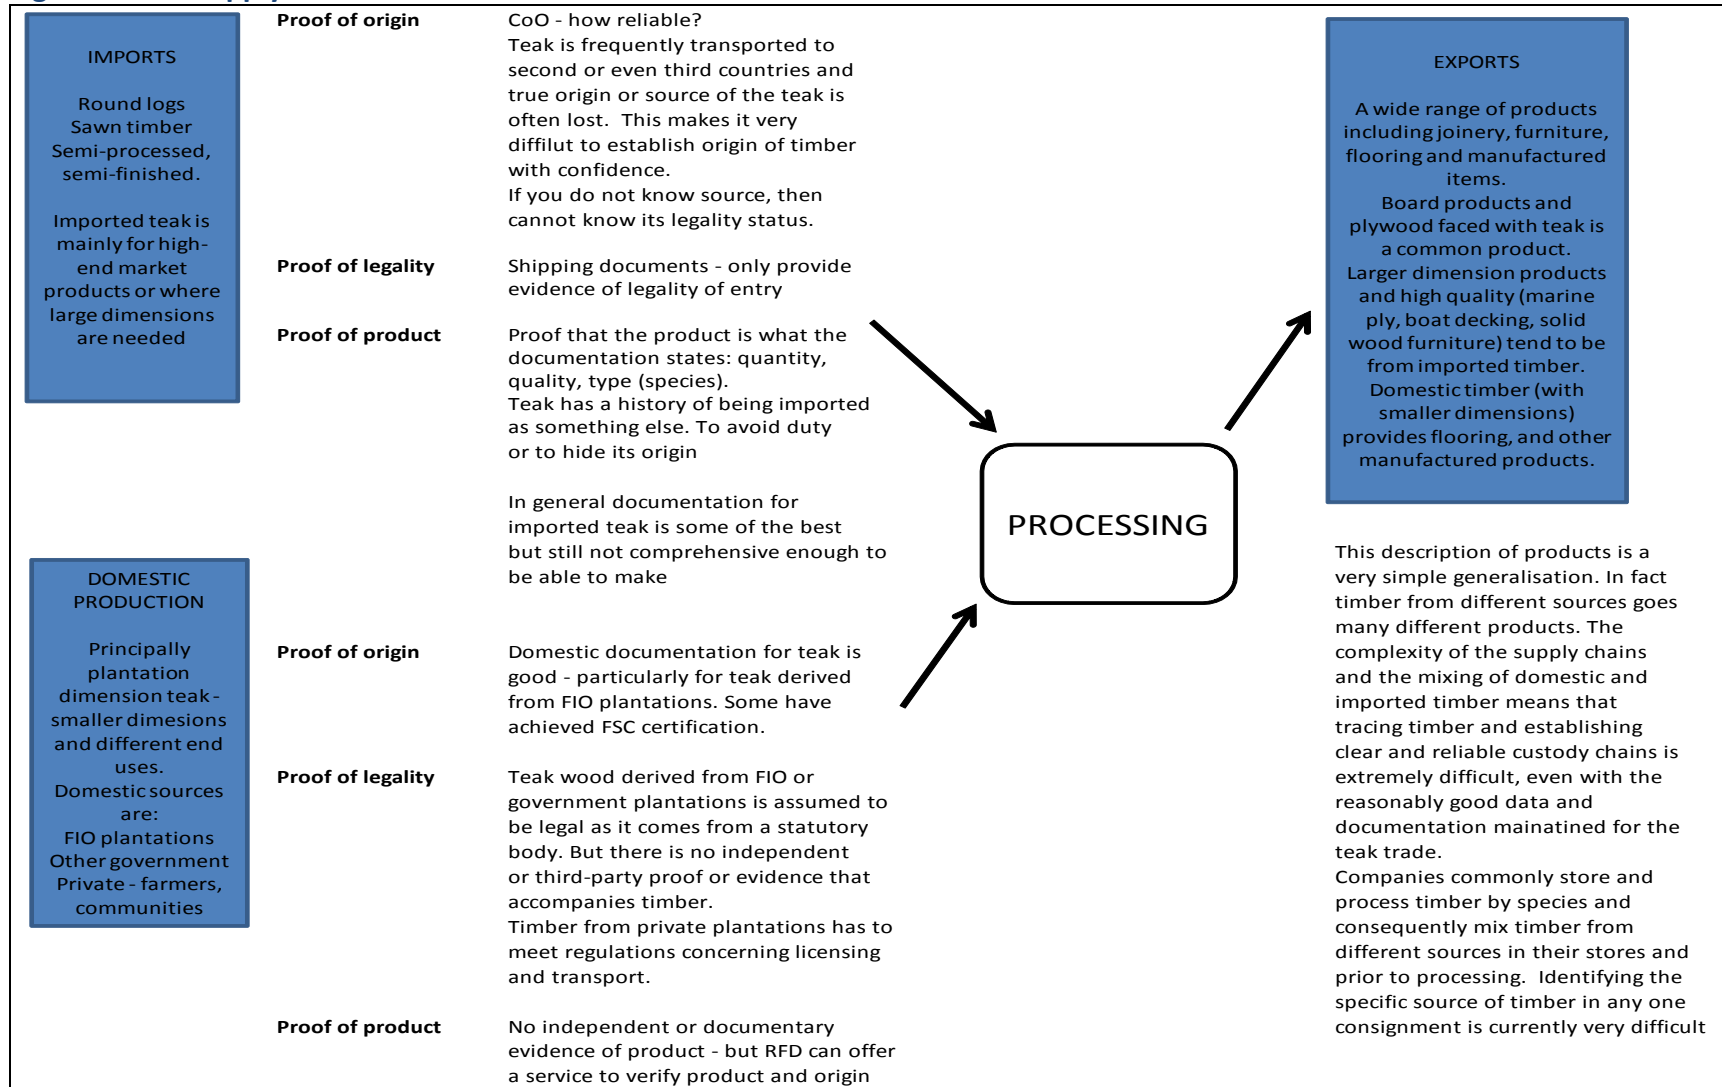 IMPORTS
Round logs
Sawn timber
Semi-processed,
semi-finished.
Imported teak is
mainly for high-
end market
products or where
large dimensions
are needed
Proof of origin
CoO - how reliable?
Teak is frequently transported to
second or even third countries and
true origin or source of the teak is
often lost. This makes it very
diffilut to establish origin of timber
with confidence.
If you do not know source, then
cannot know its legality status.
Proof of legality
Shipping documents - only provide
evidence of legality of entry
Proof of product
Proof that the product is what the
documentation states: quantity,
quality, type (species).
Teak has a history of being imported
as something else. To avoid duty
or to hide its origin
In general documentation for
imported teak is some of the best
but still not comprehensive enough to
be able to make
DOMESTIC
PRODUCTION
Principally
plantation
dimension teak -
smaller dimesions
and different end
uses.
Domestic sources
are:
FIO plantations
Other government
Private - farmers,
communities
Proof of origin
Domestic documentation for teak is
good - particularly for teak derived
from FIO plantations. Some have
achieved FSC certification.
Proof of legality
Teak wood derived from FIO or
government plantations is assumed to
be legal as it comes from a statutory
body. But there is no independent
or third-party proof or evidence that
accompanies timber.
Timber from private plantations has to
meet regulations concerning licensing
and transport.
Proof of product
No independent or documentary
evidence of product - but RFD can offer
a service to verify product and origin
PROCESSING
EXPORTS
A wide range of products
including joinery, furniture,
flooring and manufactured
items.
Board products and
plywood faced with teak is
a common product.
Larger dimension products
and high quality (marine
ply, boat decking, solid
wood furniture) tend to be
from imported timber.
Domestic timber (with
smaller dimensions)
provides flooring, and other
manufactured products.
This description of products is a
very simple generalisation. In fact
timber from different sources goes
many different products. The
complexity of the supply chains
and the mixing of domestic and
imported timber means that
tracing timber and establishing
clear and reliable custody chains is
extremely difficult, even with the
reasonably good data and
documentation mainatined for the
teak trade.
Companies commonly store and
process timber by species and
consequently mix timber from
different sources in their stores and
prior to processing. Identifying the
specific source of timber in any one
consignment is currently very difficult